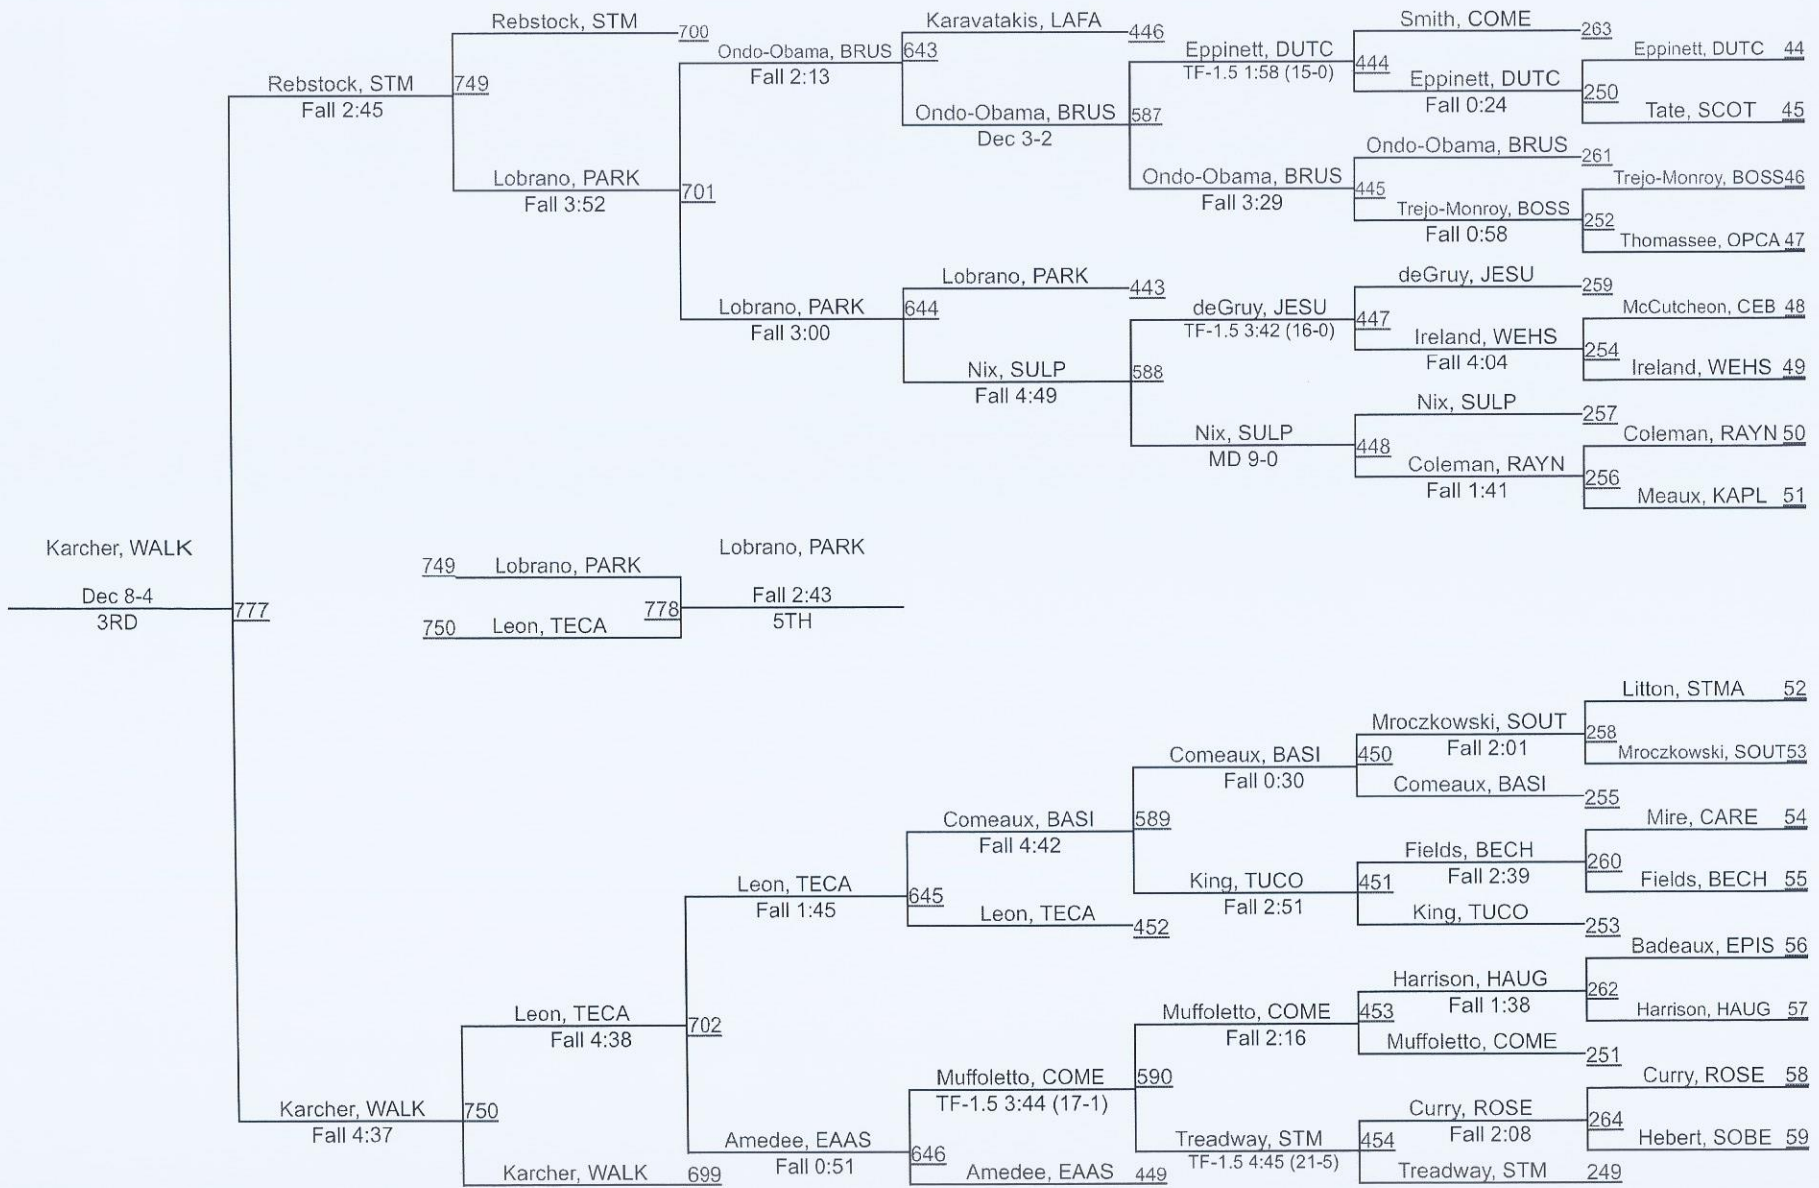 Rebstock, STM
700
Karavatakis, LAFA
446
Smith, COME
263
Eppinett, DUTC 44
Ondo-Obama, BRUS
643
Fall 2:13
Eppinett, DUTC
TF-1.5 1:58 (15-0)
444
Eppinett, DUTC
Fall 0:24
250
Tate, SCOT 45
Rebstock, STM
Fall 2:45
749
Ondo-Obama, BRUS
Dec 3-2
587
Ondo-Obama, BRUS
261
Trejo-Monroy, BOSS46
Lobrano, PARK
Fall 3:52
701
Ondo-Obama, BRUS
Fall 3:29
445
Trejo-Monroy, BOSS
Fall 0:58
252
Thomassee, OPCA 47
Lobrano, PARK
443
deGruy, JESU
259
McCutcheon, CEB 48
Lobrano, PARK
Fall 3:00
644
deGruy, JESU
TF-1.5 3:42 (16-0)
447
Ireland, WEHS
Fall 4:04
254
Ireland, WEHS 49
Nix, SULP
Fall 4:49
588
Nix, SULP
257
Coleman, RAYN 50
Nix, SULP
MD 9-0
448
Coleman, RAYN
Fall 1:41
256
Meaux, KAPL 51
Karcher, WALK
Dec 8-4
3RD
777
749 Lobrano, PARK
750 Leon, TECA
778
Lobrano, PARK
Fall 2:43
5TH
Litton, STMA 52
Mroczkowski, SOUT
Fall 2:01
258
Mroczkowski, SOUT53
Comeaux, BASI
Fall 0:30
450
Comeaux, BASI
255
Mire, CARE 54
Comeaux, BASI
Fall 4:42
589
Fields, BECH
Fall 2:39
260
Fields, BECH 55
Leon, TECA
Fall 1:45
645
King, TUCO
Fall 2:51
451
King, TUCO
253
Leon, TECA
452
Badeaux, EPIS 56
Harrison, HAUG
Fall 1:38
262
Harrison, HAUG 57
Leon, TECA
Fall 4:38
702
Muffoletto, COME
Fall 2:16
453
Muffoletto, COME
251
Curry, ROSE 58
Muffoletto, COME
TF-1.5 3:44 (17-1)
590
Curry, ROSE
Fall 2:08
264
Hebert, SOBE 59
Karcher, WALK
Fall 4:37
750
Amedee, EAAS
Fall 0:51
646
Treadway, STM
TF-1.5 4:45 (21-5)
454
Treadway, STM
249
Karcher, WALK
699
Amedee, EAAS
449